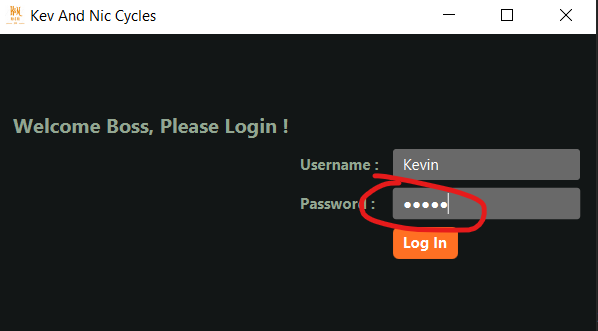 Kev And Nic Cycles
Welcome Boss, Please Login !
Username : Kevin
Password : ●●●●●
Log In